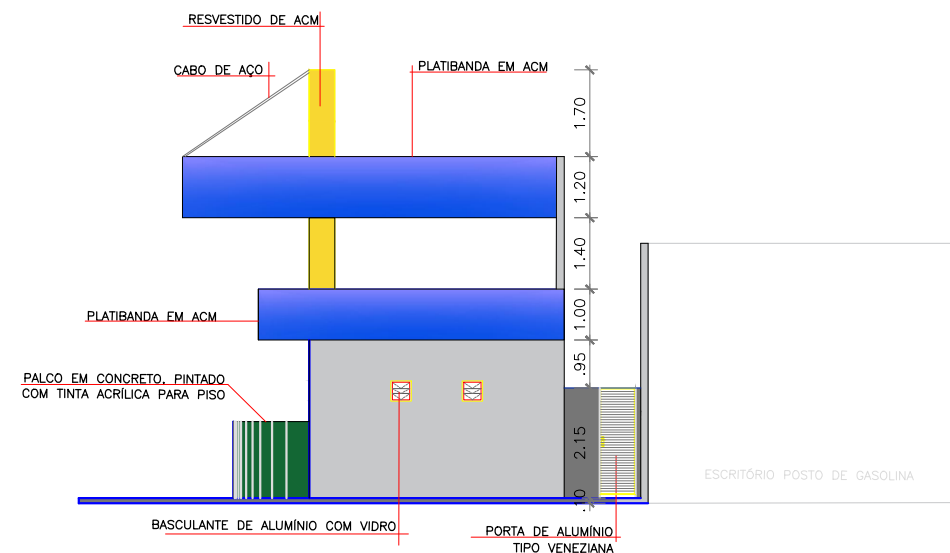 RESVESTIDO DE ACM
CABO DE AÇO
PLATIBANDA EM ACM
1.70
1.20
1.40
1.00
PLATIBANDA EM ACM
.95
PALCO EM CONCRETO, PINTADO
COM TINTA ACRÍLICA PARA PISO
2.15
ESCRITÓRIO POSTO DE GASOLINA
.10
BASCULANTE DE ALUMÍNIO COM VIDRO
PORTA DE ALUMÍNIO
TIPO VENEZIANA